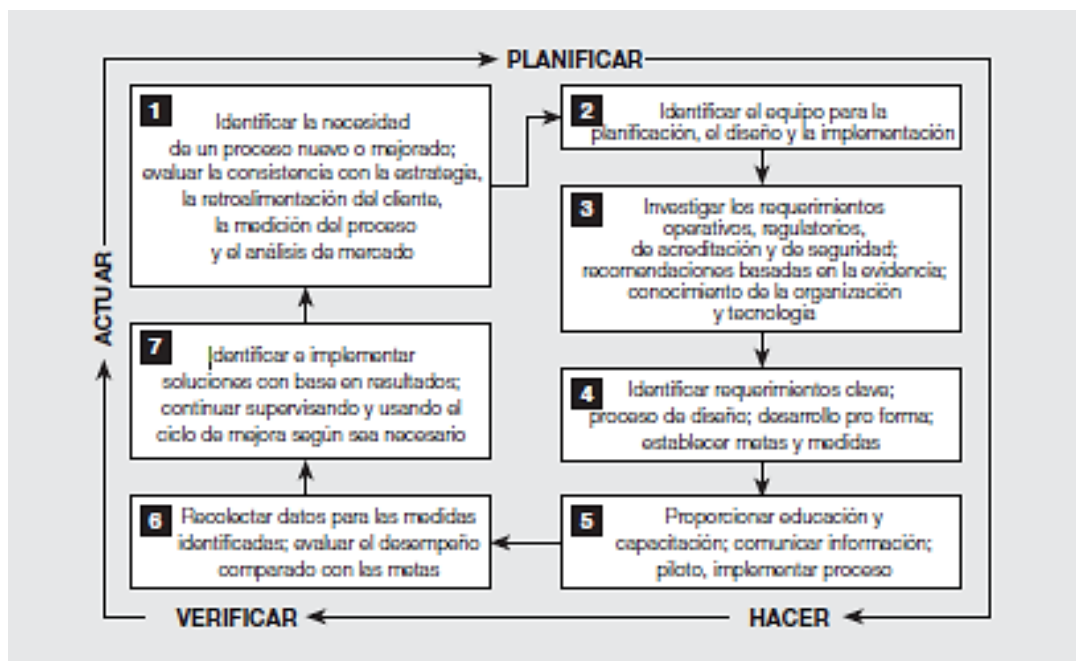 PLANIFICAR
1
Identificar la necesidad
de un proceso nuevo o mejorado;
evaluar la consistencia con la estrategia,
la retroalimentación del cliente,
la medición del proceso
y el análisis de mercado
2
Identificar el equipo para la
planificación, el diseño y la implementación
3
Investigar los requerimientos
operativos, regulatorios,
de acreditación y de seguridad;
recomendaciones basadas en la evidencia;
conocimiento de la organización
y tecnología
4
Identificar requerimientos clave;
proceso de diseño; desarrollo pro forma;
establecer metas y medidas
5
Proporcionar educación y
capacitación; comunicar información;
piloto, implementar proceso
HACER
6
Recolectar datos para las medidas
identificadas; evaluar el desempeño
comparado con las metas
VERIFICAR
7
Identificar e implementar
soluciones con base en resultados;
continuar supervisando y usando el
ciclo de mejora según sea necesario
ACTUAR